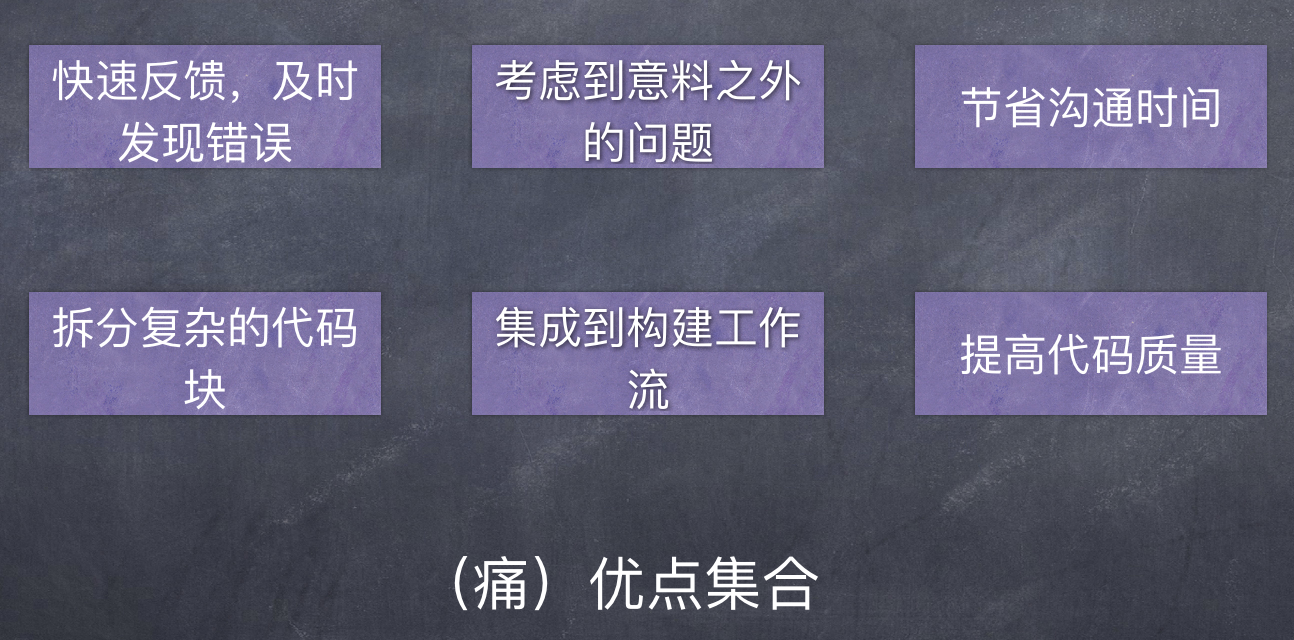 快速反馈，及时
发现错误
考虑到意料之外
的问题
节省沟通时间
拆分复杂的代码
块
集成到构建工作
流
提高代码质量
（痛）优点集合